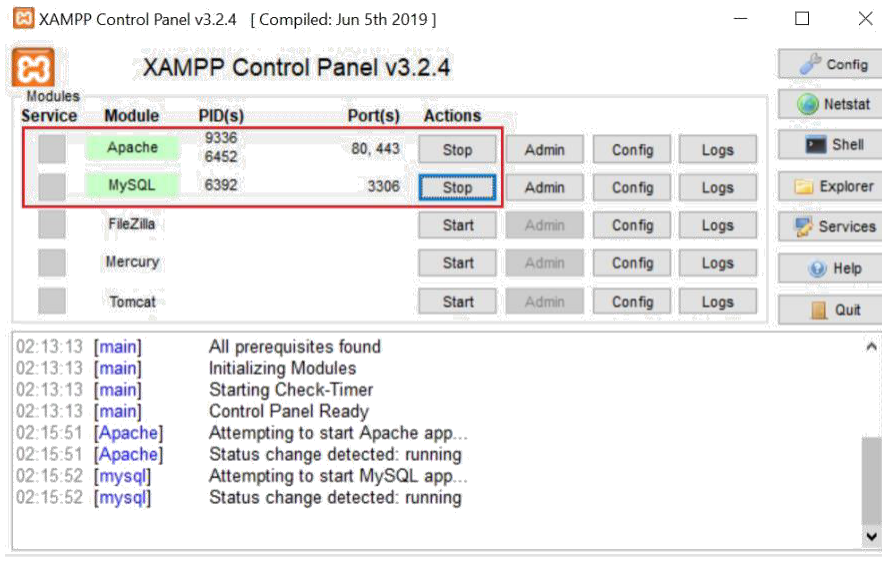 XAMPP Control Panel v3.2.4 [ Compiled: Jun 5th 2019 ]
XAMPP Control Panel v3.2.4
Config
Modules
Service Module PID(s) Port(s) Actions
Netstat
Apache 9336 6452 80, 443 Stop Admin Config Logs
Shell
MySQL 6392 3306 Stop Admin Config Logs
Explorer
FileZilla Start Admin Config Logs
Services
Mercury Start Admin Config Logs
Help
Tomcat Start Admin Config Logs
Quit
02:13:13 [main] All prerequisites found
02:13:13 [main] Initializing Modules
02:13:13 [main] Starting Check-Timer
02:13:13 [main] Control Panel Ready
02:15:51 [Apache] Attempting to start Apache app...
02:15:51 [Apache] Status change detected: running
02:15:52 [mysql] Attempting to start MySQL app...
02:15:52 [mysql] Status change detected: running